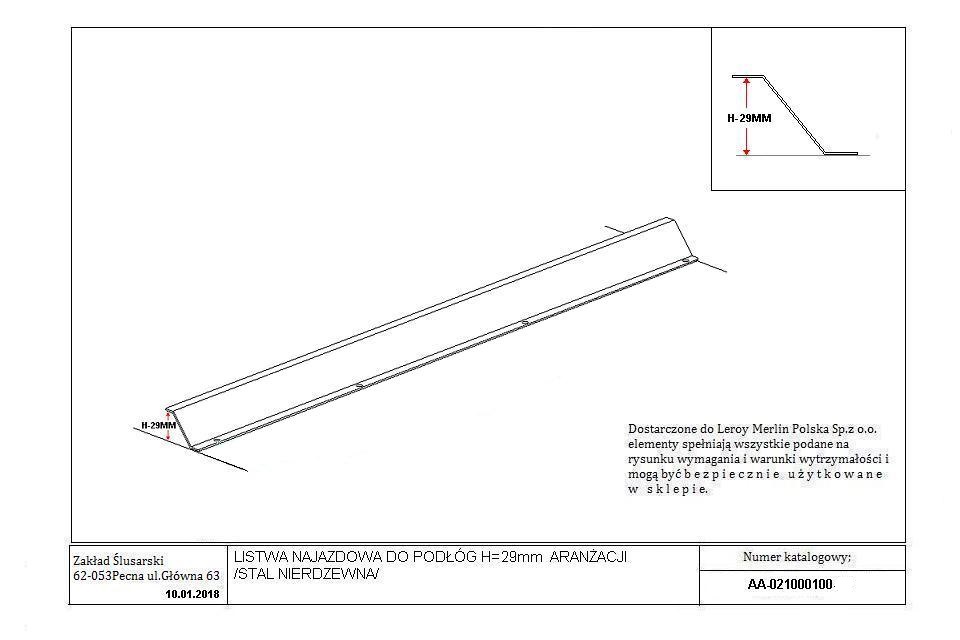 H-29MM
H-29MM
Dostarczone do Leroy Merlin Polska Sp.z o.o.
elementy spełniają wszystkie podane na
rysunku wymagania i warunki wytrzymałości i
mogą być b e z p i e c z n i e u ż y t k o w a n e
w s k l e p i e.
Zakład Ślusarski
62-053Pecna ul.Główna 63
10.01.2018
LISTWA NAJAZDOWA DO PODŁÓG H=29mm ARANŻACJI
/STAL NIERDZEWNA/
Numer katalogowy;
AA-021000100